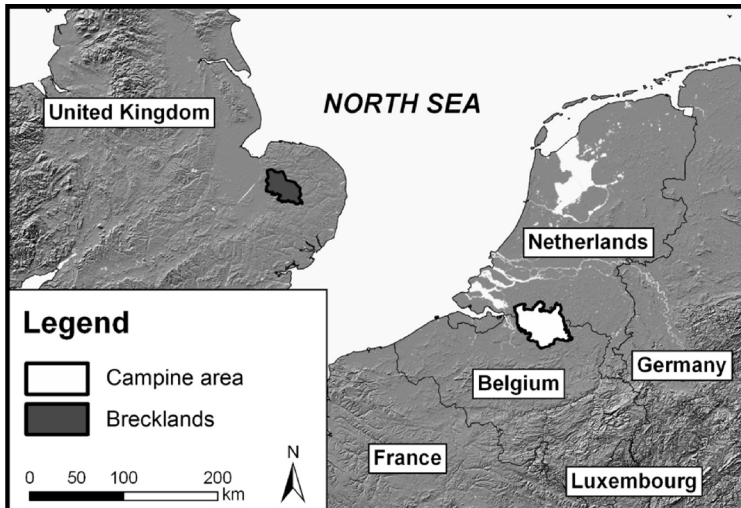 United Kingdom
NORTH SEA
Netherlands
Legend
Campine area
Brecklands
Belgium
Germany
France
Luxembourg
N
0 50 100 200
km